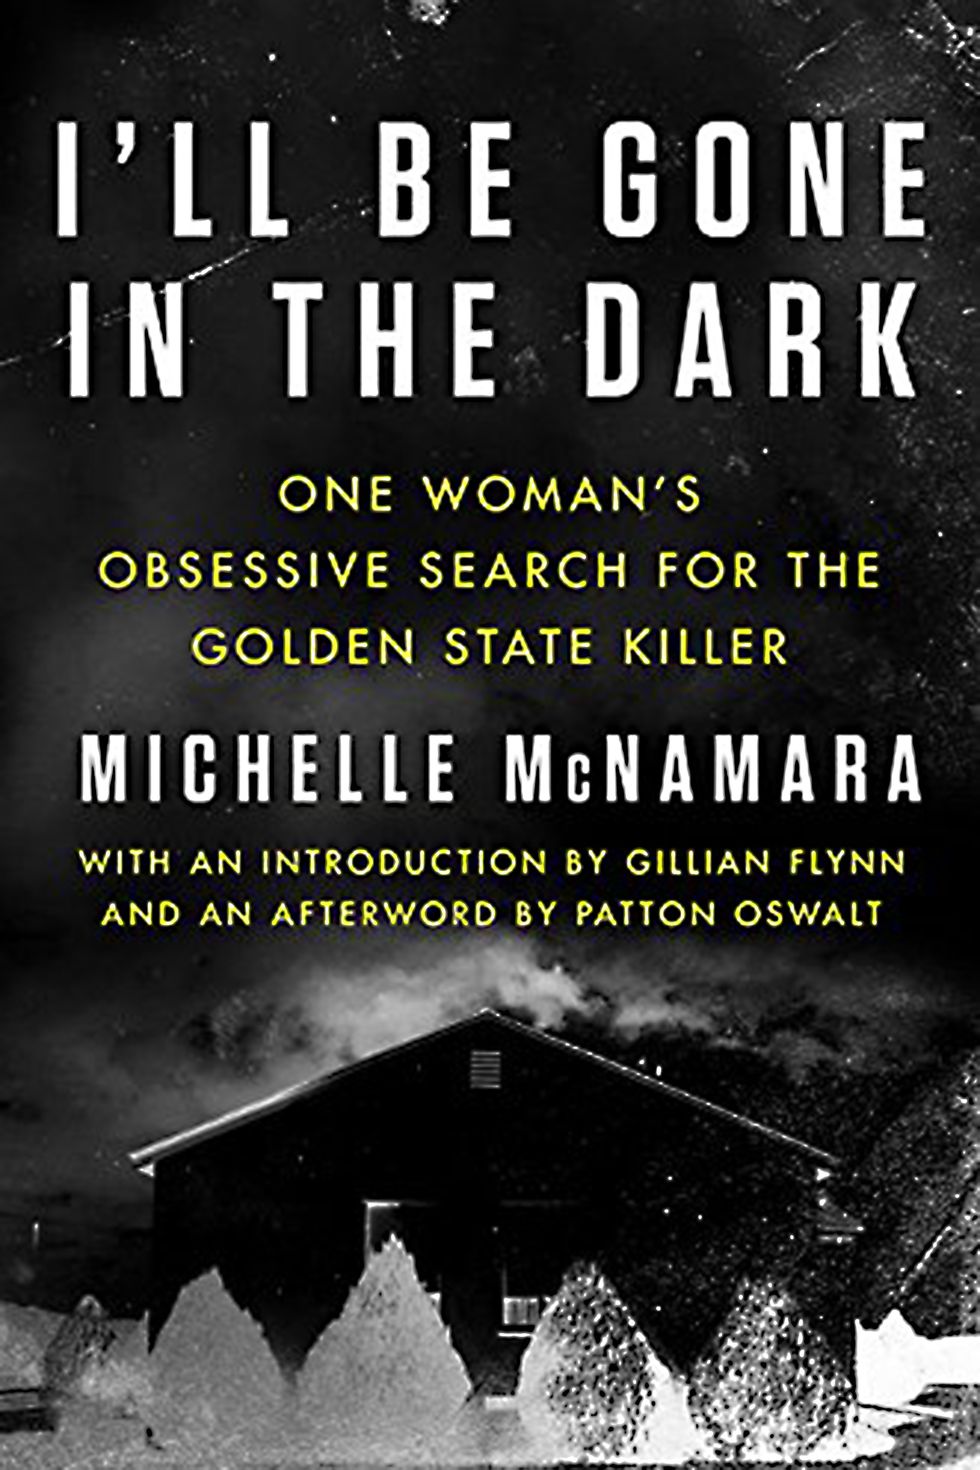 I'LL BE GONE
IN THE DARK
ONE WOMAN'S
OBSESSIVE SEARCH FOR THE
GOLDEN STATE KILLER
MICHELLE McNAMARA
WITH AN INTRODUCTION BY GILLIAN FLYNN
AND AN AFTERWORD BY PATTON OSWALT